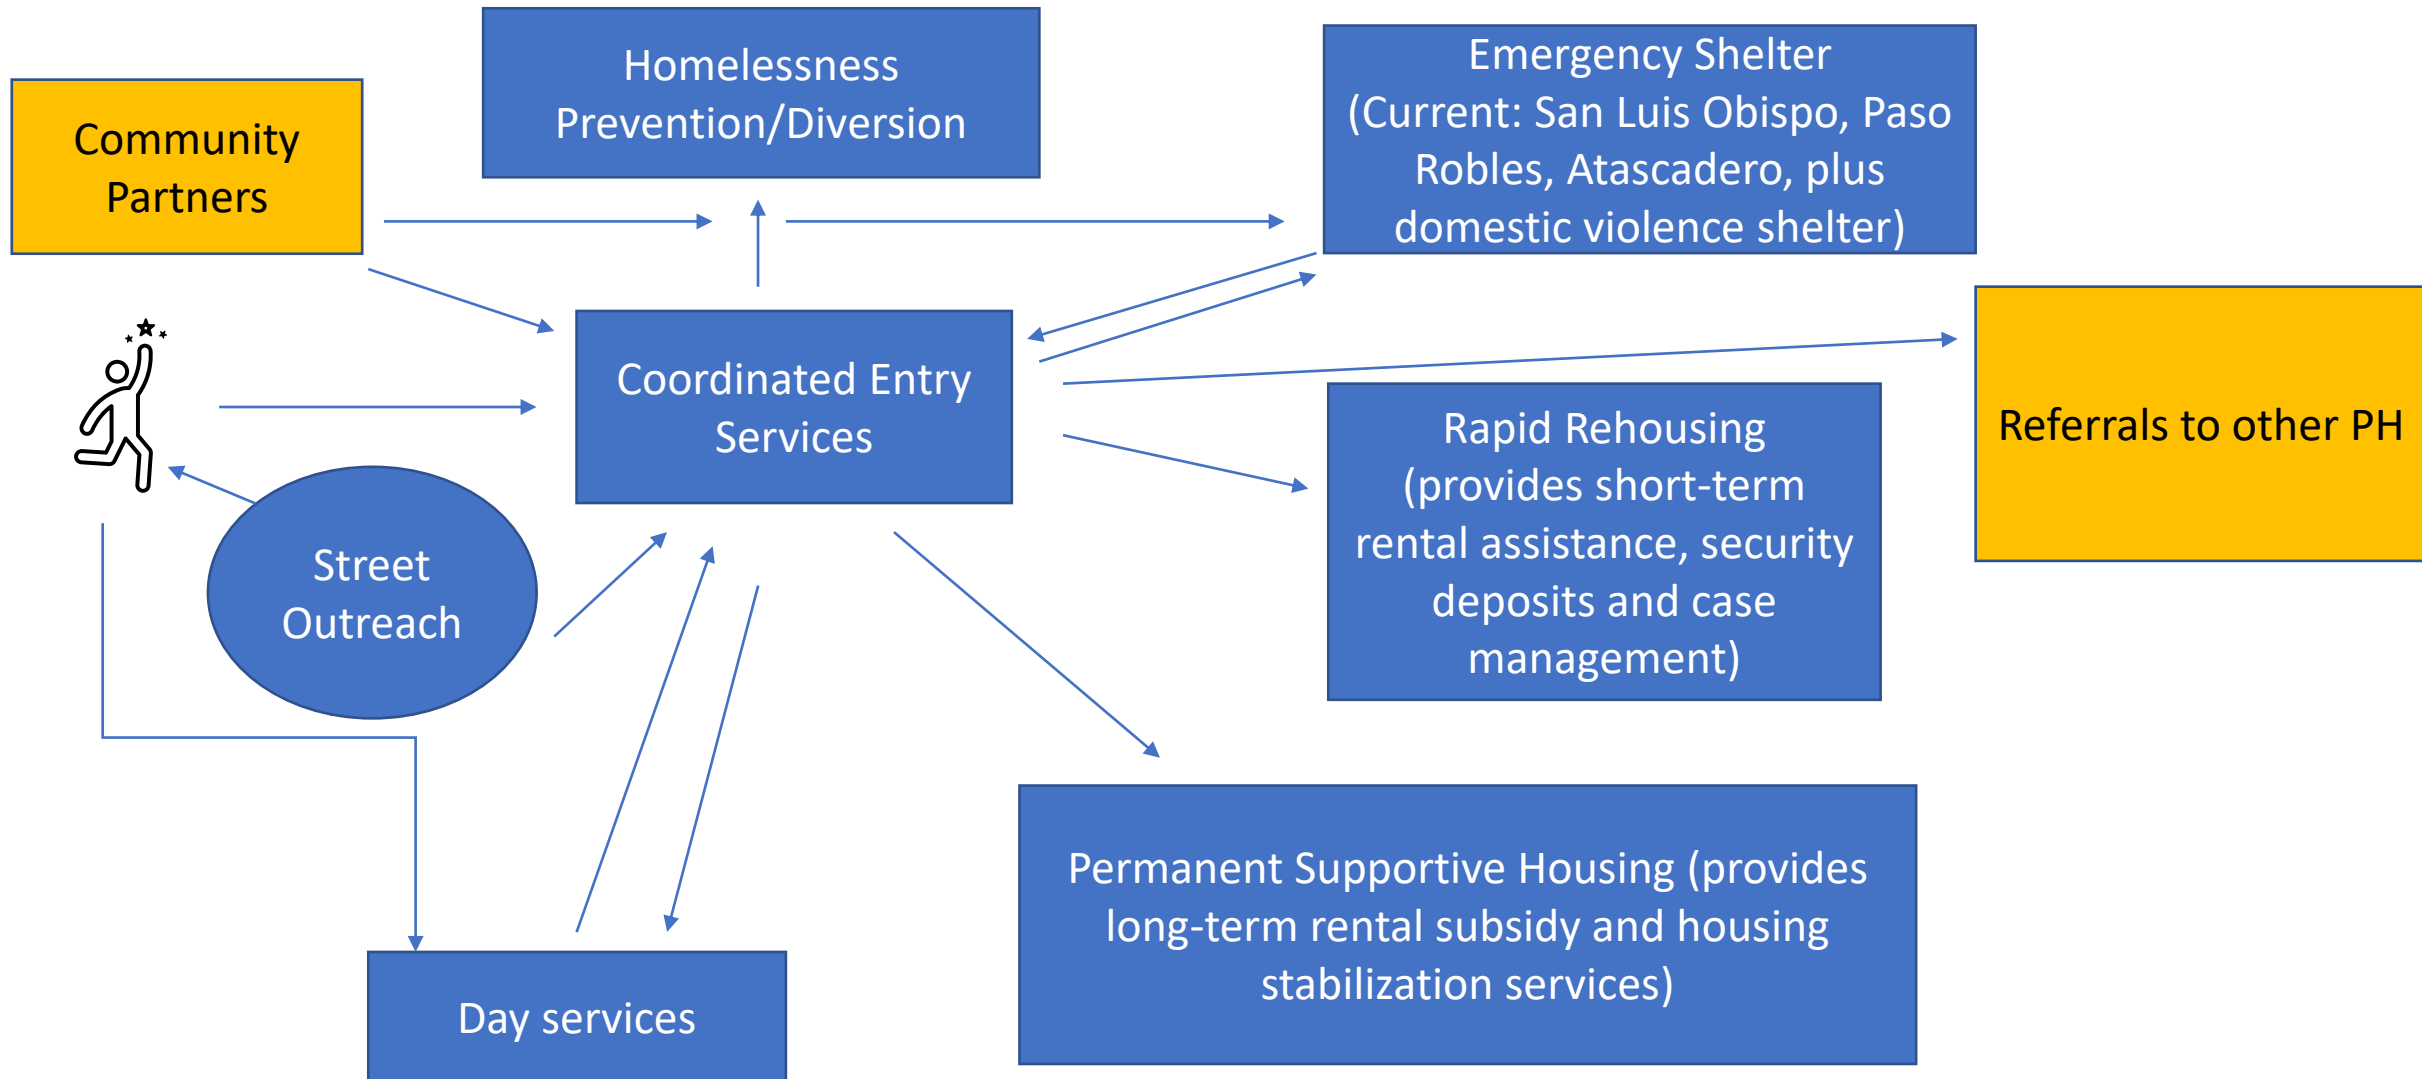 Homelessness
Prevention/Diversion
Emergency Shelter
(Current: San Luis Obispo, Paso
Robles, Atascadero, plus
domestic violence shelter)
Community
Partners
Coordinated Entry
Services
Referrals to other PH
Rapid Rehousing
(provides short-term
rental assistance, security
deposits and case
management)
Street
Outreach
Permanent Supportive Housing (provides
long-term rental subsidy and housing
stabilization services)
Day services